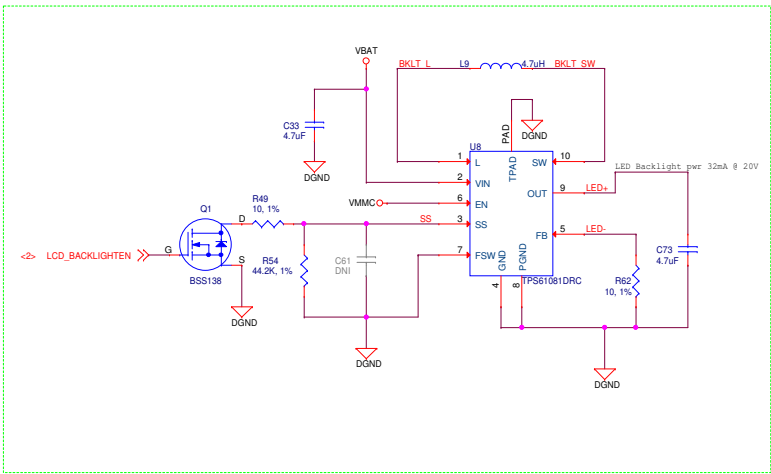 VBAT
BKLT_L
L9
4.7uH
BKLT_SW
C33
4.7uF
DGND
PAD
DGND
U8
1
L
TPAD
SW
10
LED Backlight pwr 32mA @ 20V
2
VIN
OUT
9
LED+
VMMC
6
EN
R49
10, 1%
Q1
D
SS
3
SS
FB
5
LED-
G
<2>
LCD_BACKLIGHTEN
S
BSS138
R54
44.2K, 1%
C61
DNI
7
FSW
GND
PGND
C73
4.7uF
4
8
TPS61081DRC
R62
10, 1%
DGND
DGND
DGND